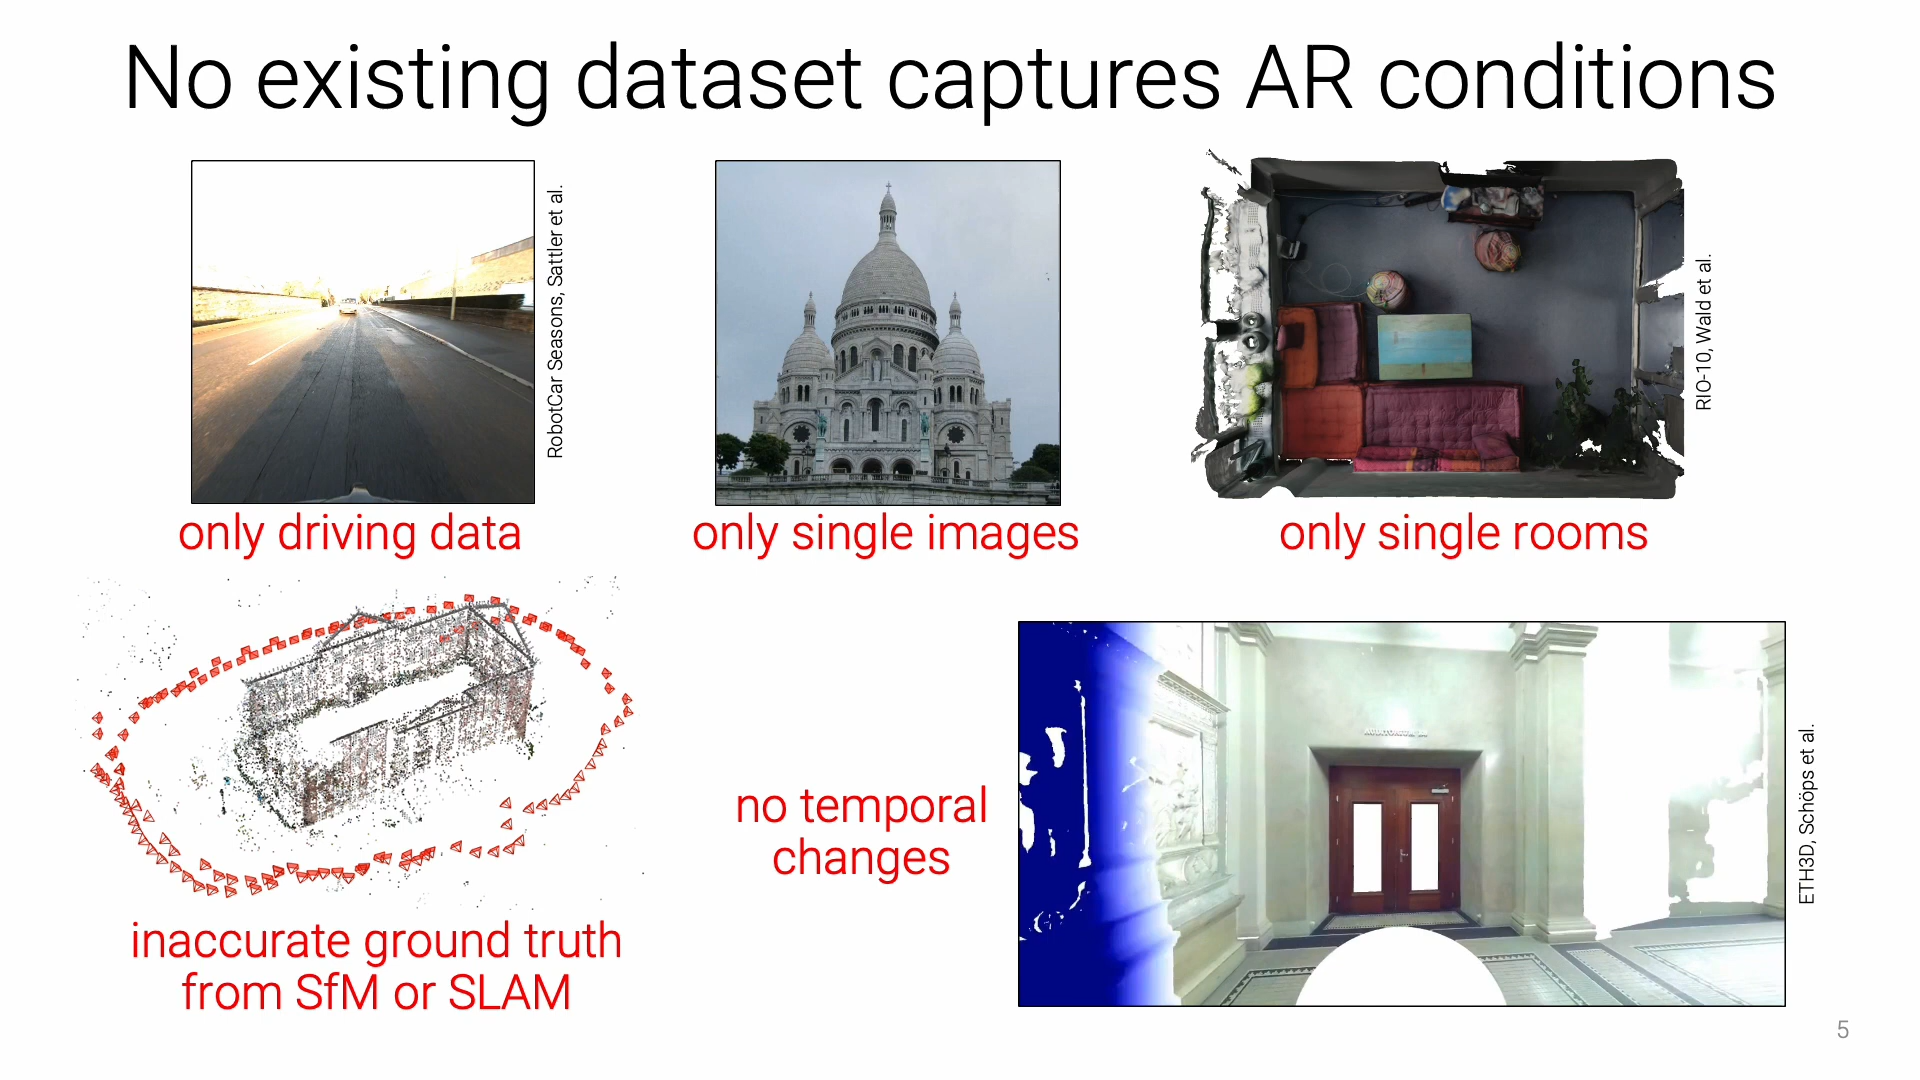 No existing dataset captures AR conditions
RobotCar Seasons, Sattler et al.
RIO-10, Wald et al.
only driving data
only single images
only single rooms
no temporal
changes
ETH3D, Schöps et al.
inaccurate ground truth
from SfM or SLAM
5